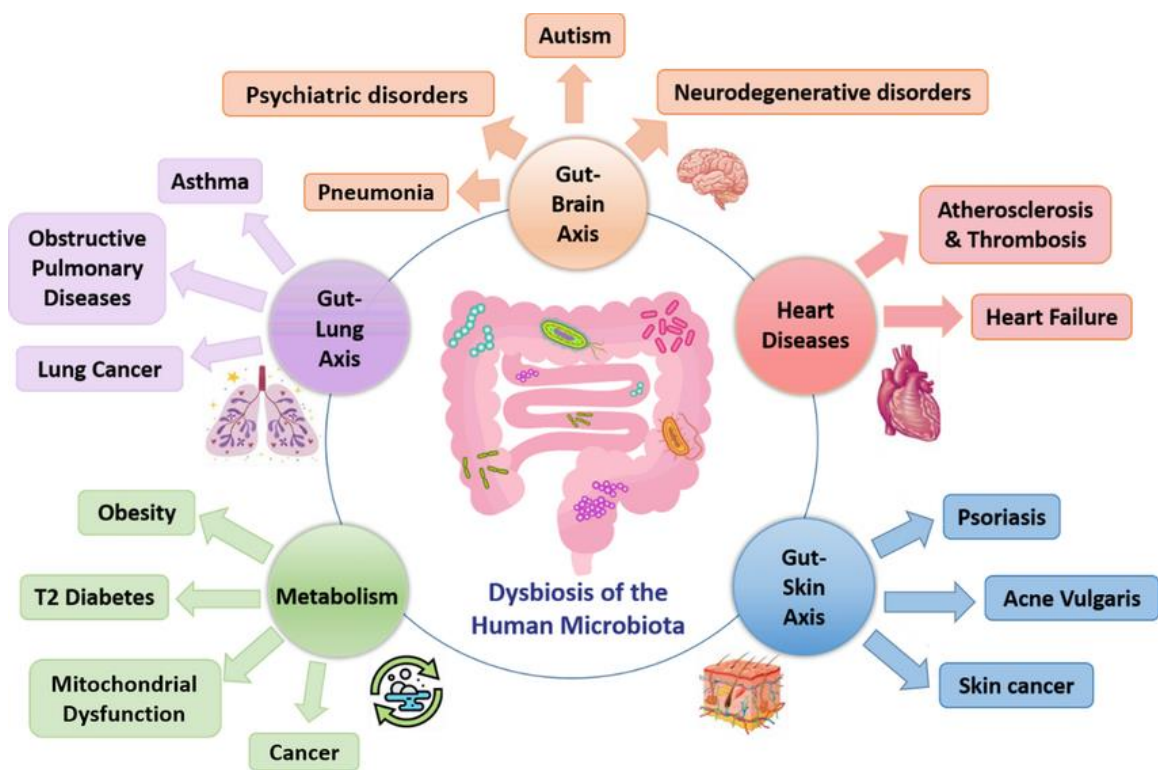 Autism
Psychiatric disorders
Neurodegenerative disorders
Pneumonia
Gut-
Brain
Axis
Asthma
Obstructive
Pulmonary
Diseases
Lung Cancer
Gut-
Lung
Axis
Atherosclerosis
& Thrombosis
Heart Failure
Heart
Diseases
Obesity
T2 Diabetes
Mitochondrial
Dysfunction
Cancer
Metabolism
Dysbiosis of the
Human Microbiota
Gut-
Skin
Axis
Psoriasis
Acne Vulgaris
Skin cancer